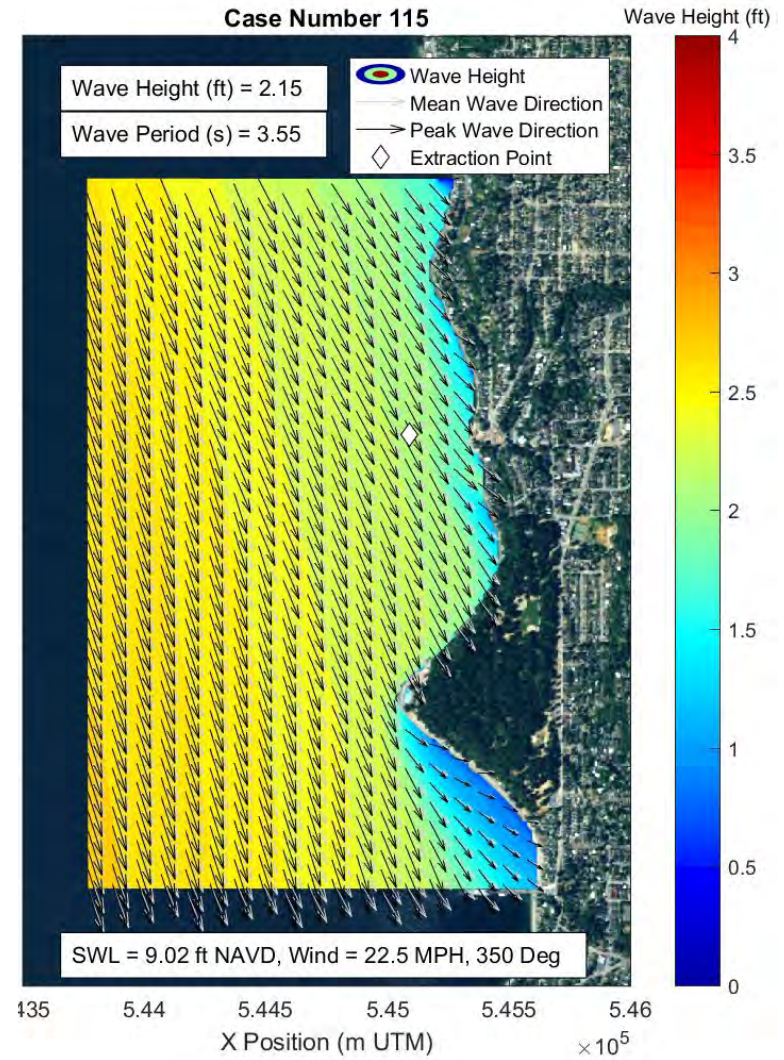 Case Number 115
Wave Height (ft)
Wave Height (ft) = 2.15
Wave Period (s) = 3.55
Wave Height
Mean Wave Direction
Peak Wave Direction
Extraction Point
4
3.5
3
2.5
2
1.5
1
0.5
0
SWL = 9.02 ft NAVD, Wind = 22.5 MPH, 350 Deg
435 5.44 5.445 5.45 5.455 5.46
X Position (m UTM) ×10⁵